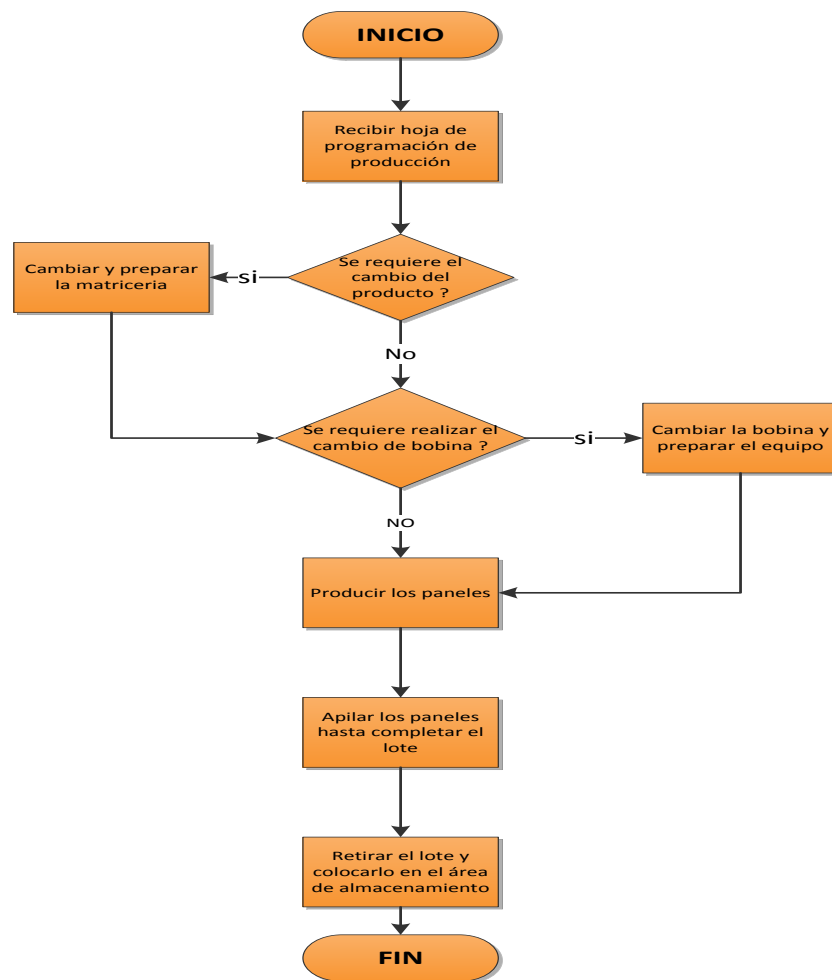 INICIO
Recibir hoja de
programación de
producción
Se requiere el
cambio del
producto ?
si
Cambiar y preparar
la matriceria
No
Se requiere realizar el
cambio de bobina ?
si
Cambiar la bobina y
preparar el equipo
NO
Producir los paneles
Apilar los paneles
hasta completar el
lote
Retirar el lote y
colocarlo en el área
de almacenamiento
FIN